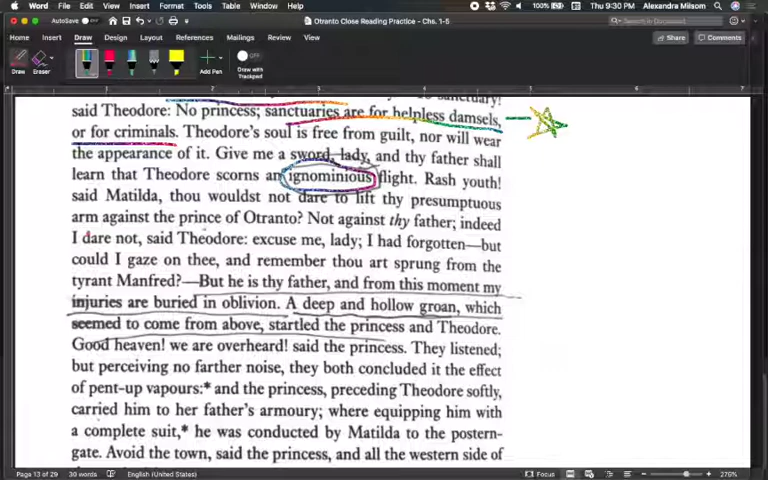 Word File Edit View Insert Format Tools Table Window Help 100% Thu 9:30 PM Alexandra Milsom
AutoSave OFF Otranto Close Reading Practice - Chs. 1-5
Home Insert Draw Design Layout References Mailings Review View Share Comments
Draw Eraser Add Pen Draw with Trackpad OFF
said Theodore: No princess; sanctuaries are for helpless damsels,
or for criminals. Theodore's soul is free from guilt, nor will wear
the appearance of it. Give me a sword, lady, and thy father shall
learn that Theodore scorns an ignominious flight. Rash youth!
said Matilda, thou wouldst not dare to lift thy presumptuous
arm against the prince of Otranto? Not against thy father; indeed
I dare not, said Theodore: excuse me, lady; I had forgotten—but
could I gaze on thee, and remember thou art sprung from the
tyrant Manfred?—But he is thy father, and from this moment my
injuries are buried in oblivion. A deep and hollow groan, which
seemed to come from above, startled the princess and Theodore.
Good heaven! we are overheard! said the princess. They listened;
but perceiving no farther noise, they both concluded it the effect
of pent-up vapours:* and the princess, preceding Theodore softly,
carried him to her father's armoury; where equipping him with
a complete suit,* he was conducted by Matilda to the postern-
gate. Avoid the town, said the princess, and all the western side of
Page 13 of 29 30 words English (United States) Focus 276%